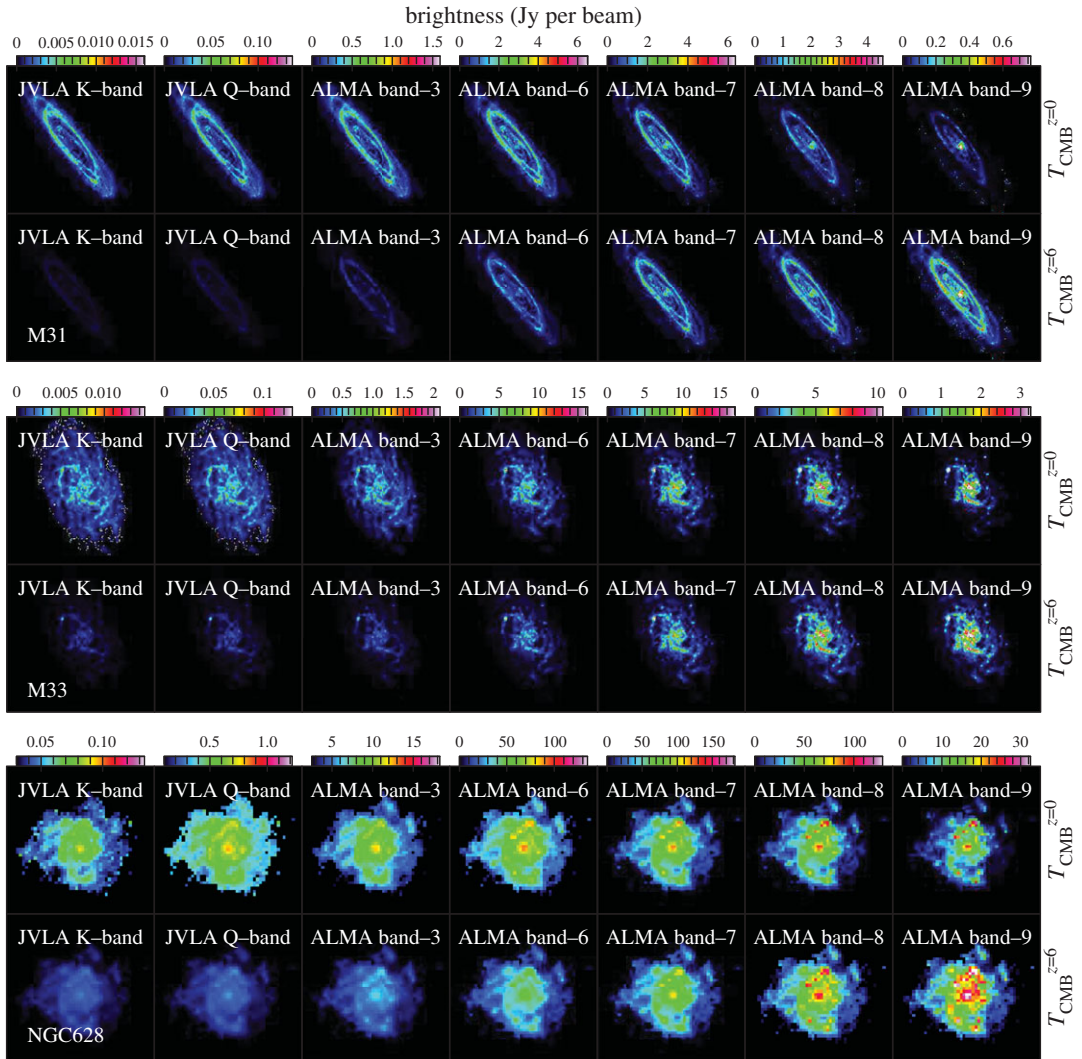 brightness (Jy per beam)
0 0.005 0.010 0.015 0 0.05 0.10 0 0.5 1.0 1.5 0 2 4 6 0 2 4 6 0 1 2 3 4 0 0.2 0.4 0.6
JVLA K–band JVLA Q–band ALMA band–3 ALMA band–6 ALMA band–7 ALMA band–8 ALMA band–9
T_CMB^z=0
JVLA K–band JVLA Q–band ALMA band–3 ALMA band–6 ALMA band–7 ALMA band–8 ALMA band–9
T_CMB^z=6
M31
0 0.005 0.010 0 0.05 0.1 0 0.5 1.0 1.5 2 0 5 10 15 0 5 10 15 0 5 10 0 1 2 3
JVLA K–band JVLA Q–band ALMA band–3 ALMA band–6 ALMA band–7 ALMA band–8 ALMA band–9
T_CMB^z=0
JVLA K–band JVLA Q–band ALMA band–3 ALMA band–6 ALMA band–7 ALMA band–8 ALMA band–9
T_CMB^z=6
M33
0.05 0.10 0.5 1.0 5 10 15 0 50 100 0 50 100 150 0 50 100 0 10 20 30
JVLA K–band JVLA Q–band ALMA band–3 ALMA band–6 ALMA band–7 ALMA band–8 ALMA band–9
T_CMB^z=0
JVLA K–band JVLA Q–band ALMA band–3 ALMA band–6 ALMA band–7 ALMA band–8 ALMA band–9
T_CMB^z=6
NGC628